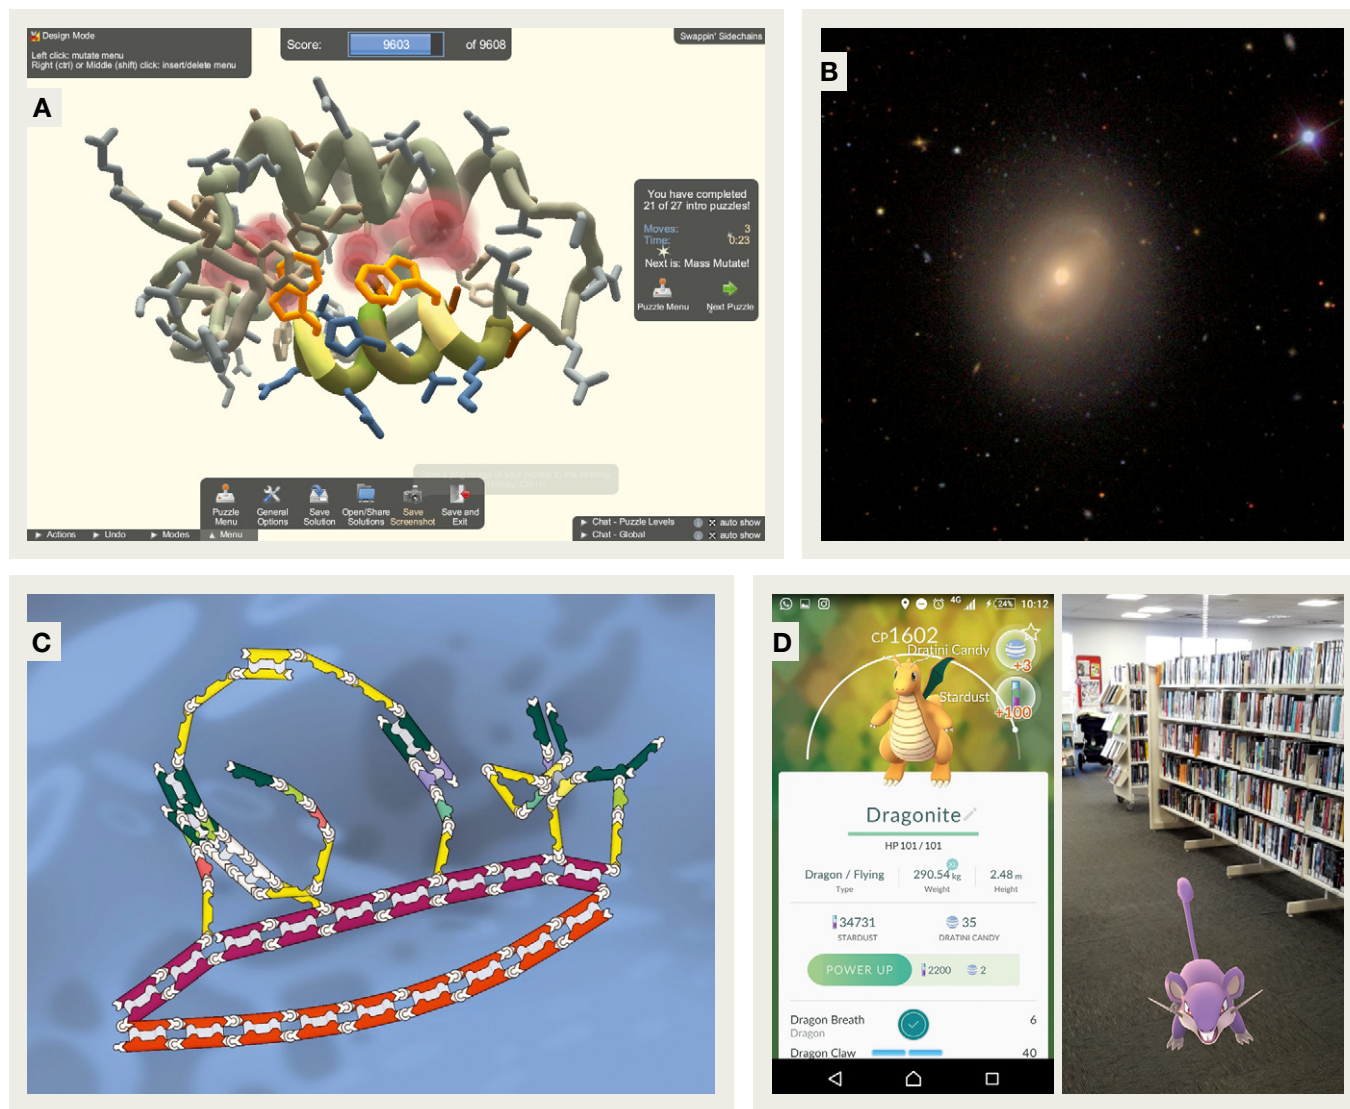 Design Mode
Left click: mutate menu
Right (ctrl) or Middle (shift) click: insert/delete menu
Score: 9603 of 9608
Swappin' Sidechains
A
You have completed
21 of 27 intro puzzles!
Moves: 3
Time: 0:23
Next is: Mass Mutate!
Puzzle Menu Next Puzzle
Puzzle Menu
General Options
Save Solution
Open/Share Solutions
Save Screenshot
Save and Exit
Actions Undo Modes Menu
Chat - Puzzle Levels auto show
Chat - Global auto show
B
C
D
4G 24% 10:12
CP1602
Dratini Candy
+3
Stardust
+100
Dragonite
HP 101 / 101
XL
Dragon / Flying 290.54 kg 2.48 m
Type Weight Height
34731 35
STARDUST DRATINI CANDY
POWER UP 2200 2
Dragon Breath 6
Dragon
Dragon Claw 40